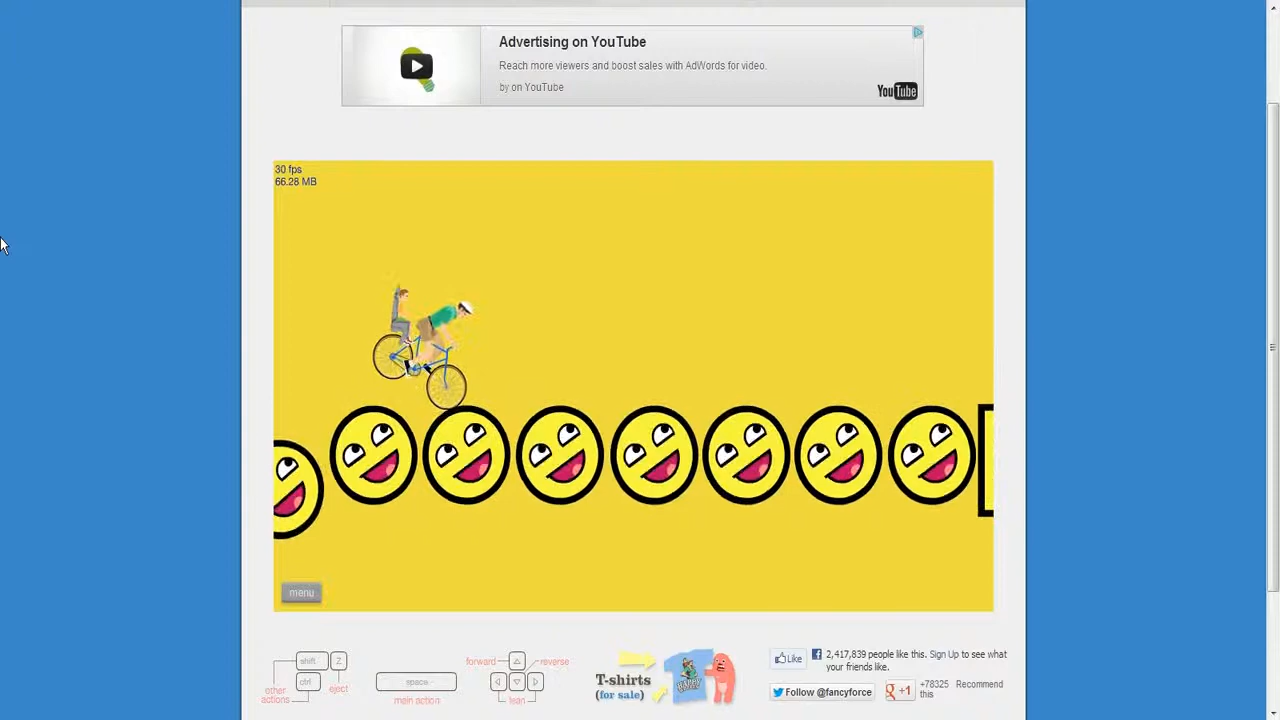 Advertising on YouTube
Reach more viewers and boost sales with AdWords for video.
by on YouTube
YouTube
30 fps
66.28 MB
menu
shift Z
ctrl
other actions
eject
space
main action
forward
reverse
lean
T-shirts
(for sale)
Like
2,417,839 people like this. Sign Up to see what
your friends like.
Follow @fancyforce
+1
+78325 Recommend
this